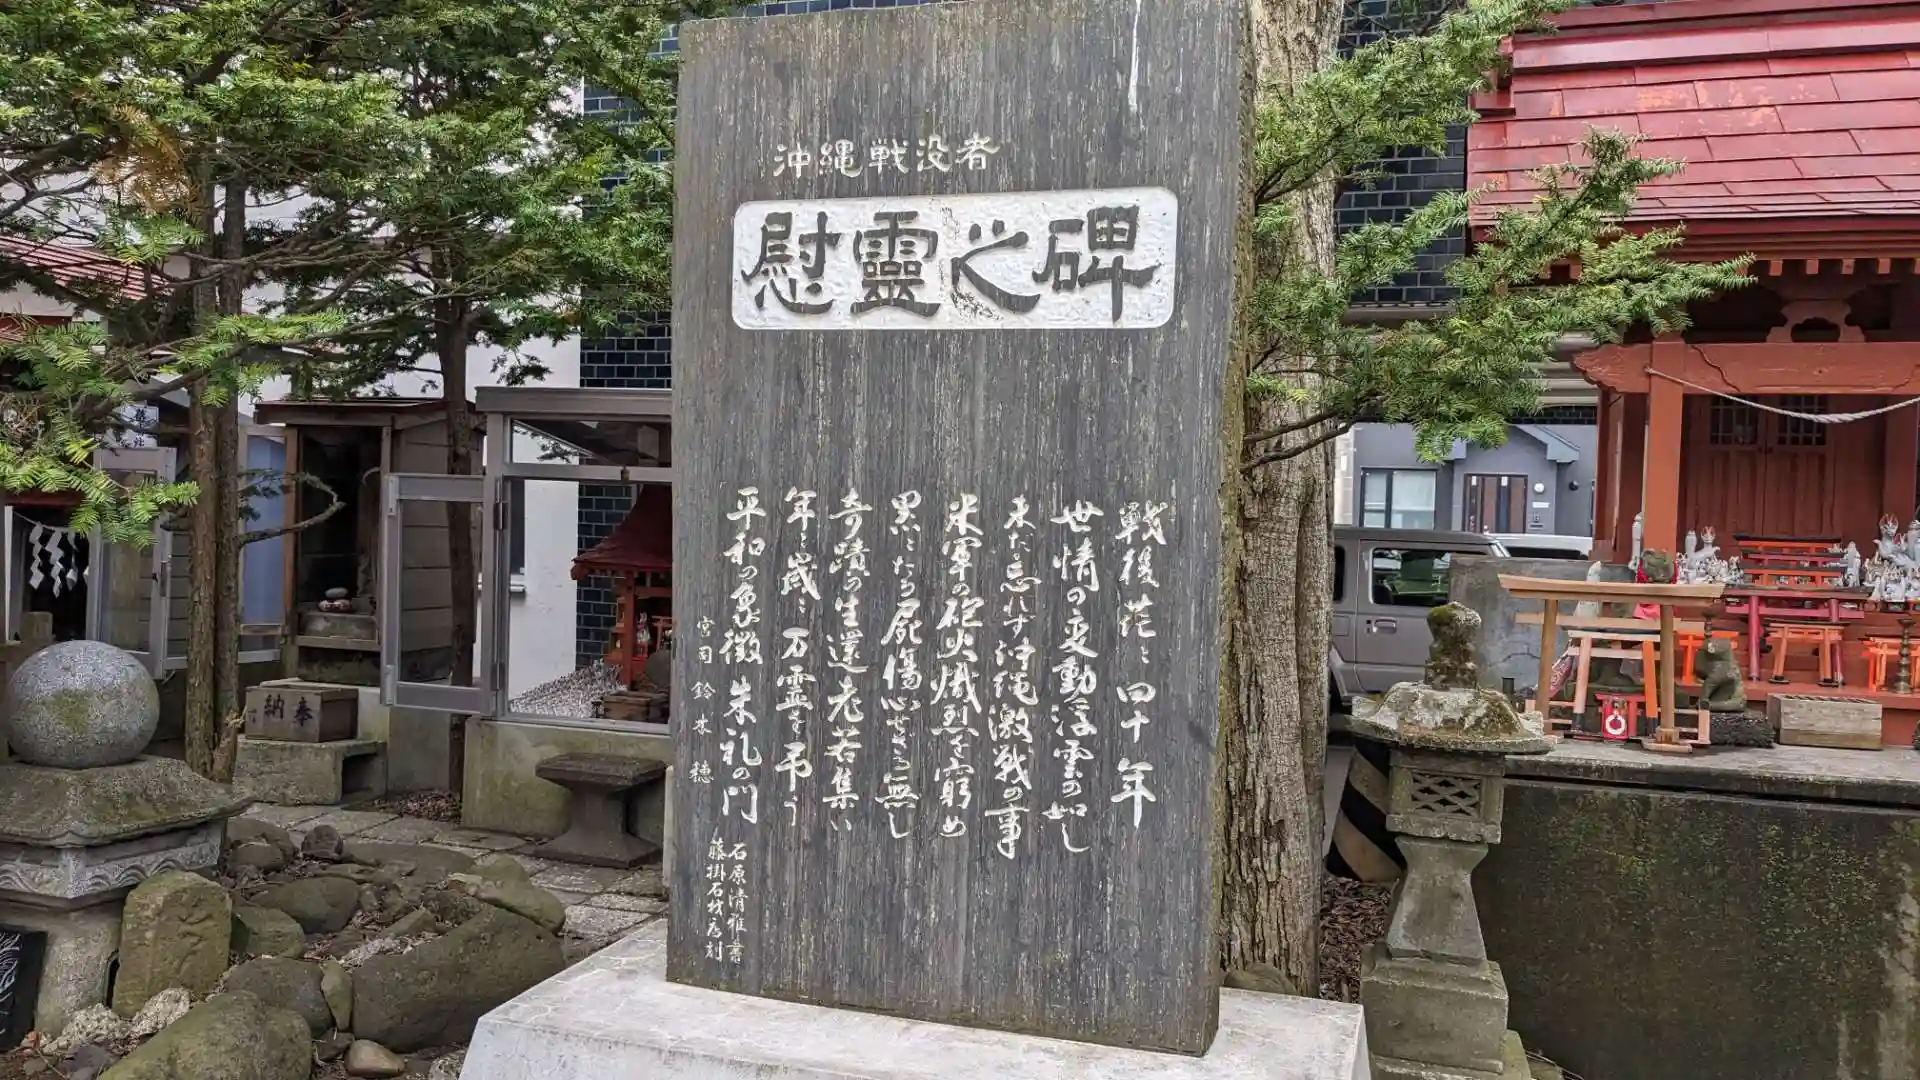 沖縄戦没者
慰靈之碑
戦後茫々四十年
世情の変動浮雲の如し
未だ忘れず沖縄激戦の事
米軍の砲火熾烈を窮め
累々たる屍傷心せざる無し
奇蹟の生還老若集い
年々歳々万霊を弔う
平和の象徴朱礼の門
宮岡鈴林穂
石原清雅書
藤掛石材店刻
奉納